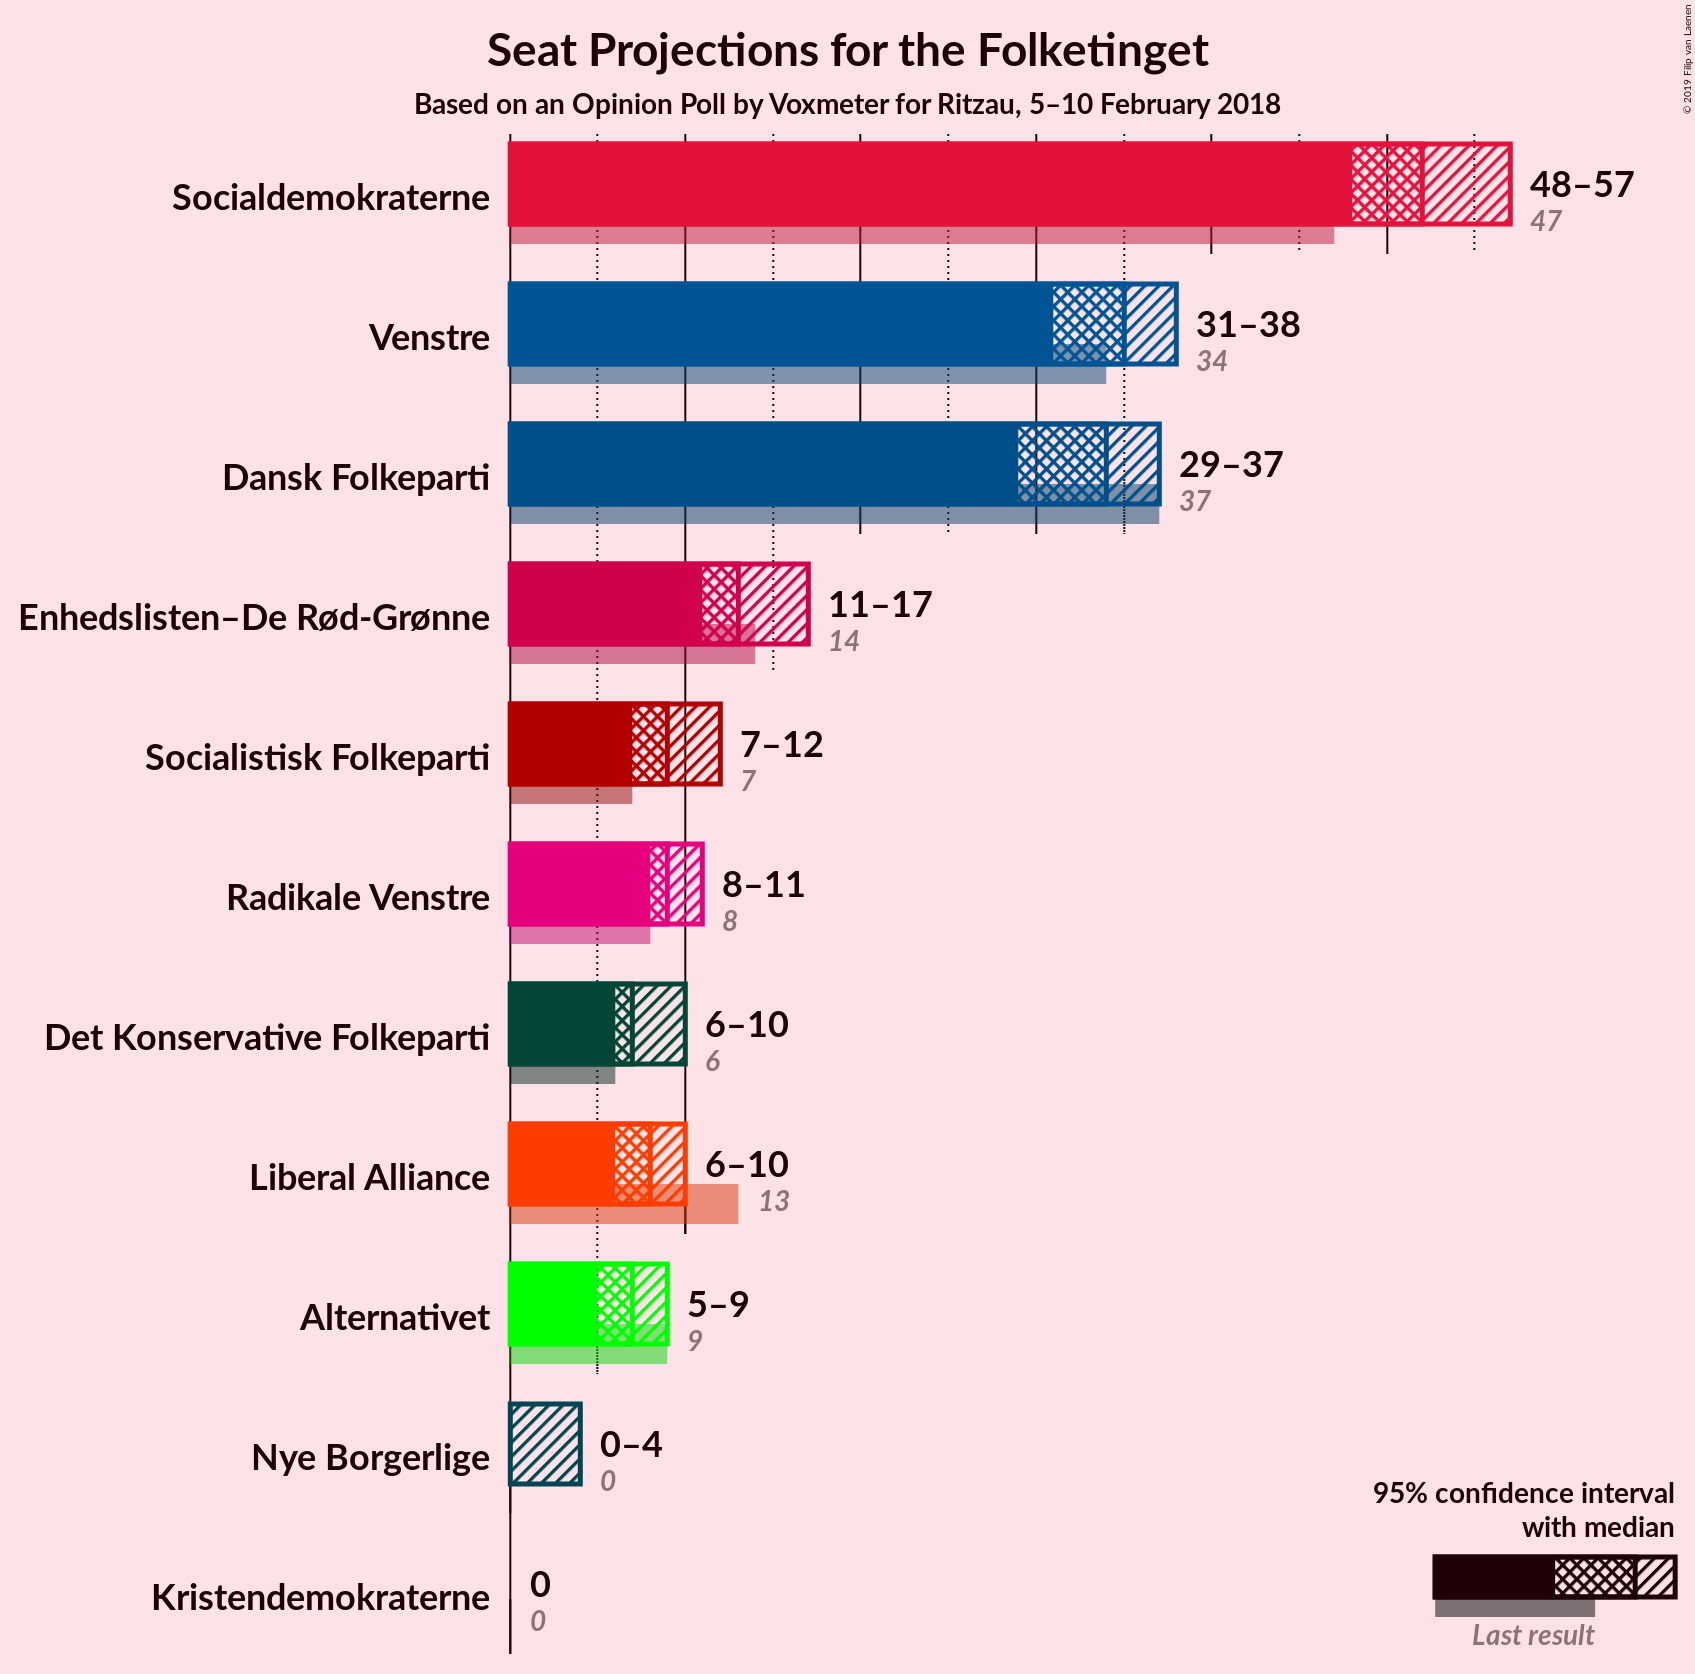 Seat Projections for the Folketinget
Based on an Opinion Poll by Voxmeter for Ritzau, 5–10 February 2018
© 2019 Filip van Laenen
Socialdemokraterne
48–57
47
Venstre
31–38
34
Dansk Folkeparti
29–37
37
Enhedslisten–De Rød-Grønne
11–17
14
Socialistisk Folkeparti
7–12
7
Radikale Venstre
8–11
8
Det Konservative Folkeparti
6–10
6
Liberal Alliance
6–10
13
Alternativet
5–9
9
Nye Borgerlige
0–4
0
Kristendemokraterne
0
0
95% confidence interval
with median
Last result